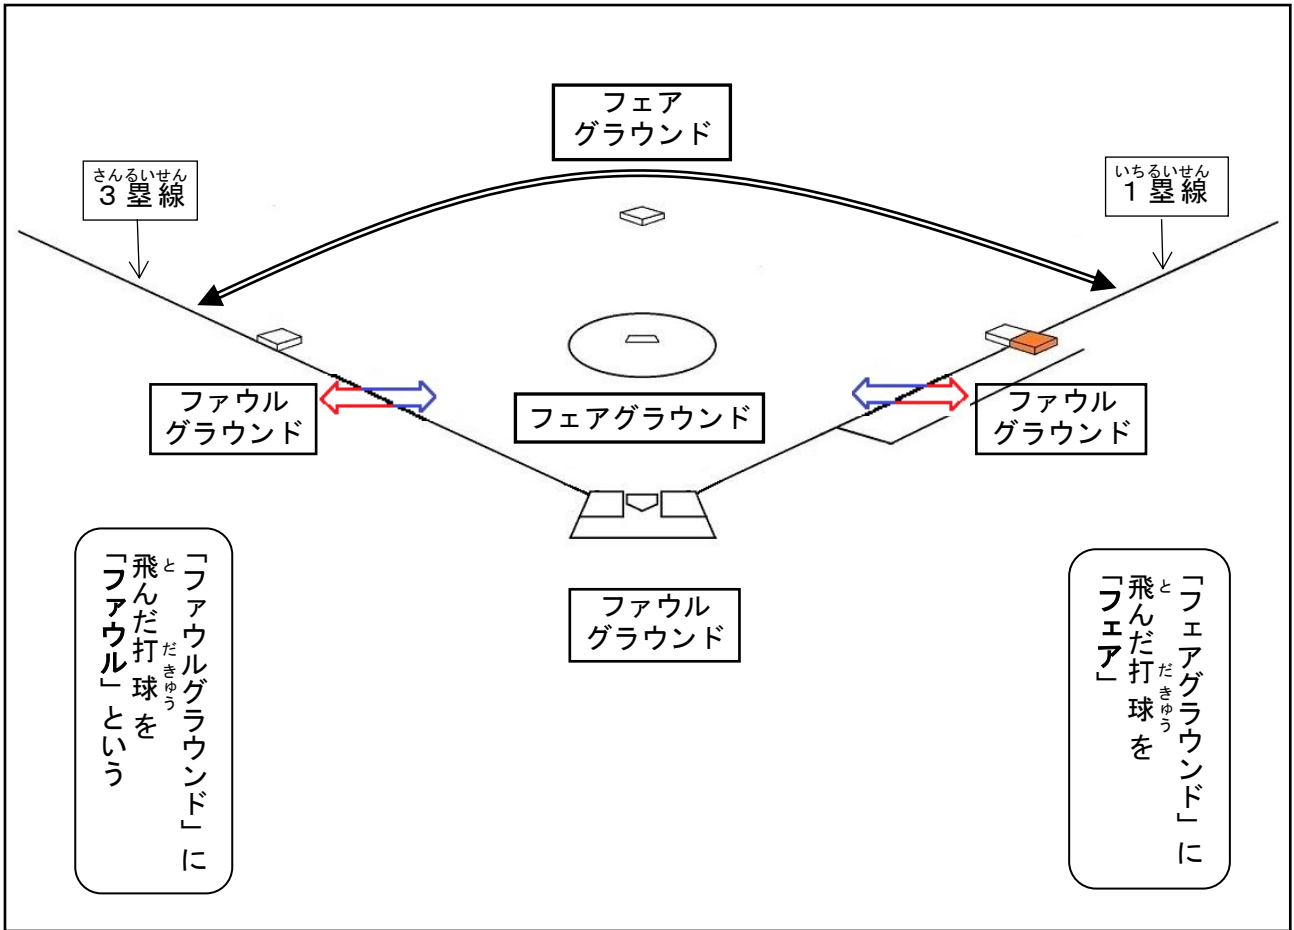 フェア
グラウンド
さんるいせん
３塁線
いちるいせん
１塁線
ファウル
グラウンド
フェアグラウンド
ファウル
グラウンド
ファウル
グラウンド
「フェアグラウンド」に
と だきゅう
飛んだ打球を
「フェア」
「ファウルグラウンド」に
と だきゅう
飛んだ打球を
「ファウル」という